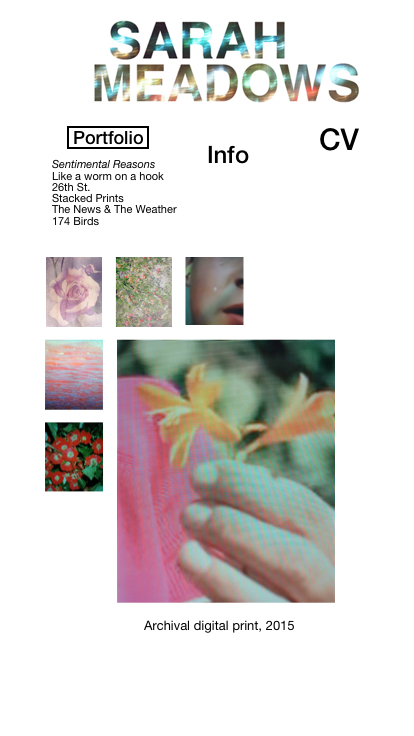 SARAH
MEADOWS
Portfolio
Info
CV
Sentimental Reasons
Like a worm on a hook
26th St.
Stacked Prints
The News & The Weather
174 Birds
Archival digital print, 2015